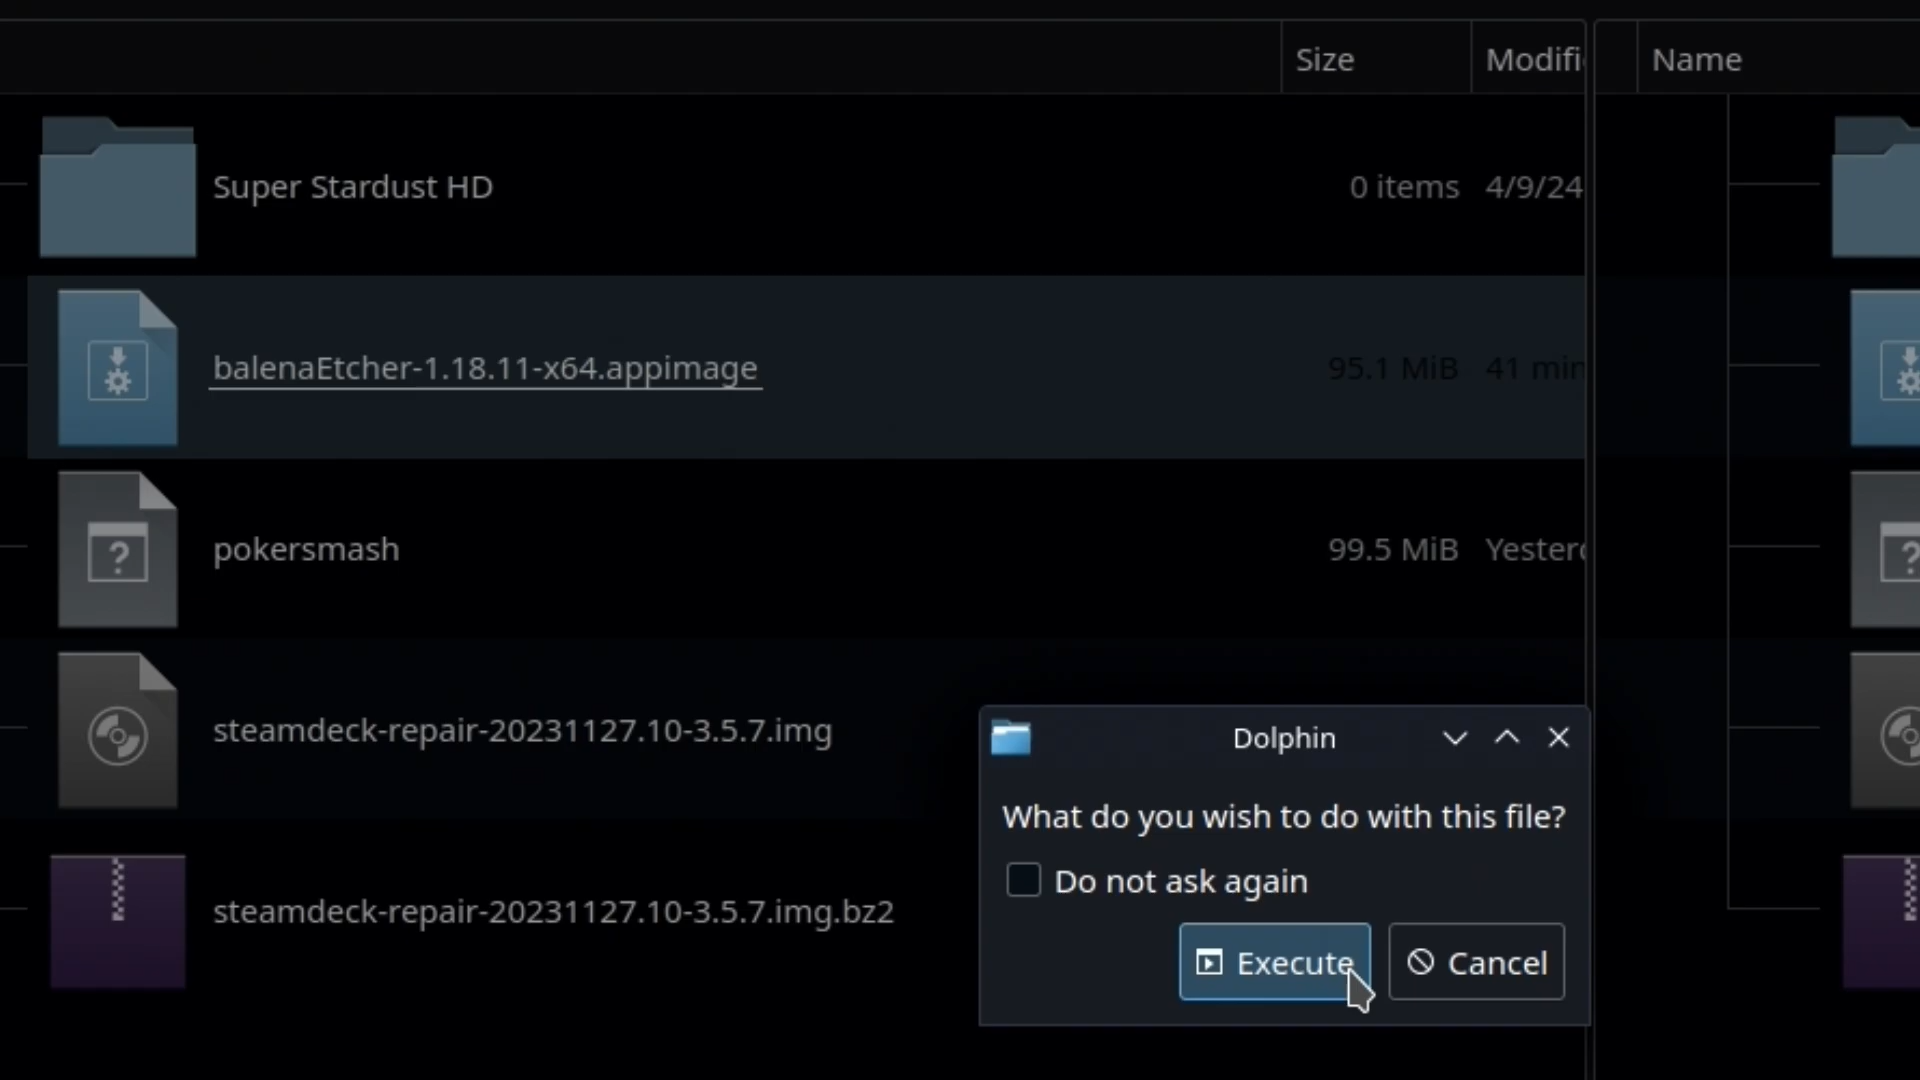 Size Modifi Name
Super Stardust HD 0 items 4/9/24
balenaEtcher-1.18.11-x64.appimage 95.1 MiB 41 min
pokersmash 99.5 MiB Yester
steamdeck-repair-20231127.10-3.5.7.img
steamdeck-repair-20231127.10-3.5.7.img.bz2
Dolphin
What do you wish to do with this file?
Do not ask again
Execute Cancel